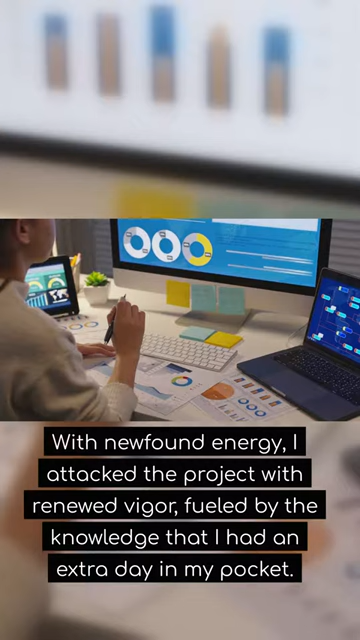 With newfound energy, I
attacked the project with
renewed vigor, fueled by the
knowledge that I had an
extra day in my pocket.